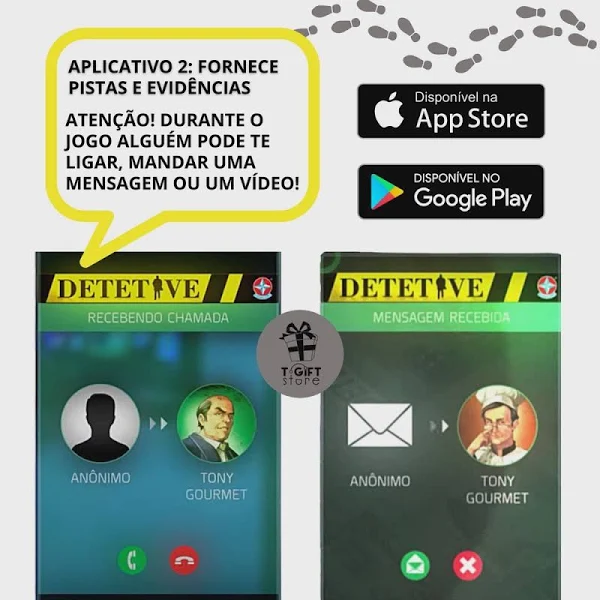 APLICATIVO 2: FORNECE
PISTAS E EVIDÊNCIAS
ATENÇÃO! DURANTE O
JOGO ALGUÉM PODE TE
LIGAR, MANDAR UMA
MENSAGEM OU UM VÍDEO!
Disponível na
App Store
DISPONÍVEL NO
Google Play
DETETIVE
RECEBENDO CHAMADA
ANÔNIMO
TONY
GOURMET
T GIFT
store
DETETIVE
MENSAGEM RECEBIDA
ANÔNIMO
TONY
GOURMET